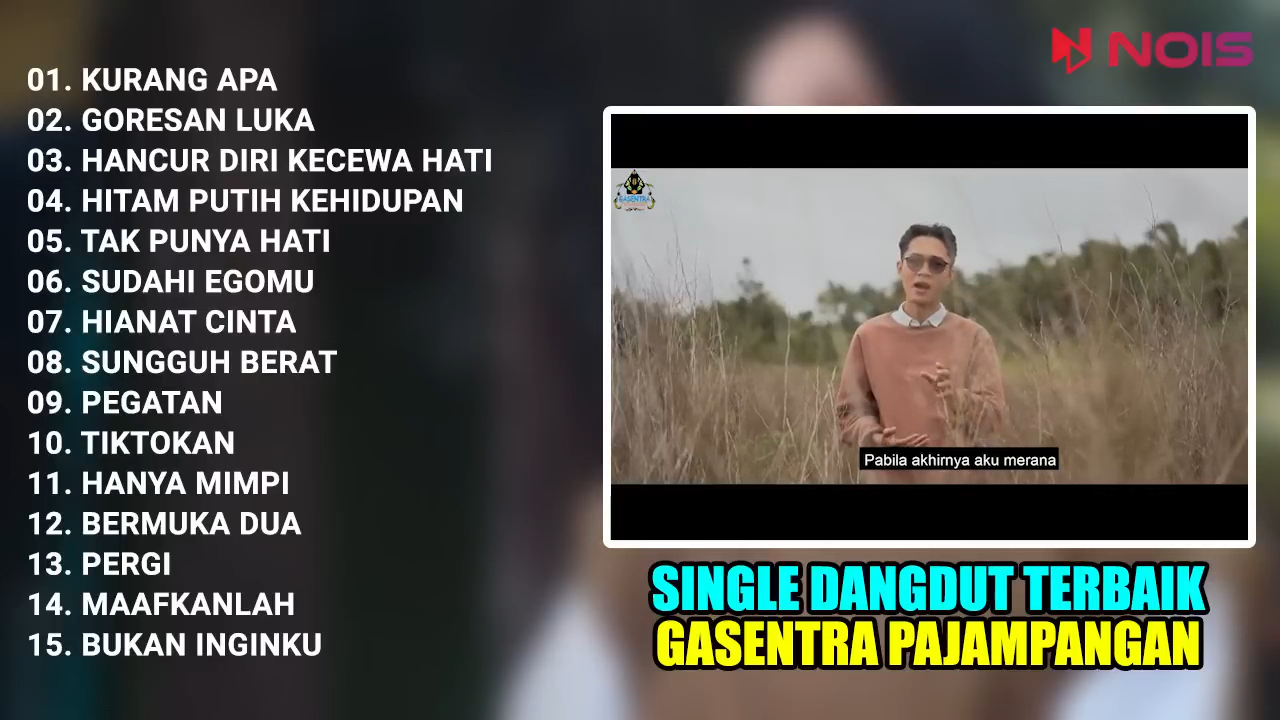 NOIS
01. KURANG APA
02. GORESAN LUKA
03. HANCUR DIRI KECEWA HATI
04. HITAM PUTIH KEHIDUPAN
05. TAK PUNYA HATI
06. SUDAHI EGOMU
07. HIANAT CINTA
08. SUNGGUH BERAT
09. PEGATAN
10. TIKTOKAN
11. HANYA MIMPI
12. BERMUKA DUA
13. PERGI
14. MAAFKANLAH
15. BUKAN INGINKU
GASENTRA
Pabila akhirnya aku merana
SINGLE DANGDUT TERBAIK
GASENTRA PAJAMPANGAN